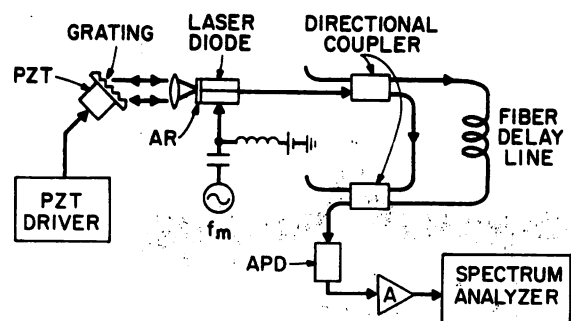 GRATING
PZT
LASER
DIODE
DIRECTIONAL
COUPLER
AR
FIBER
DELAY
LINE
PZT
DRIVER
fm
APD
A
SPECTRUM
ANALYZER